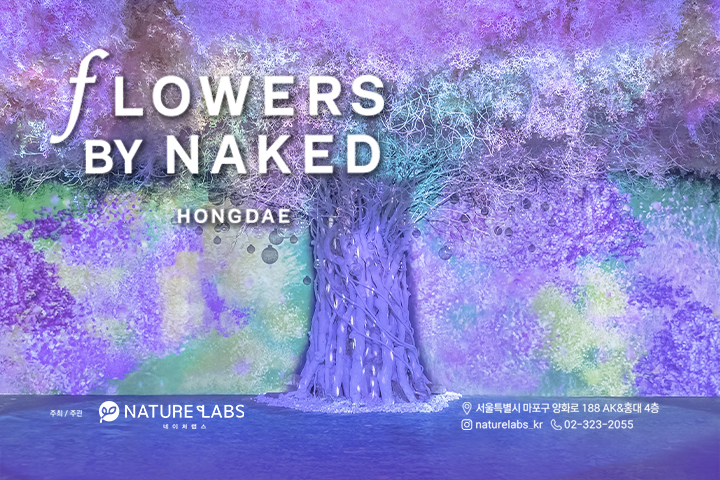 fLOWERS
BY NAKED
HONGDAE
주최 / 주관
NATURE LABS
네이처랩스
서울특별시 마포구 양화로 188 AK&홍대 4층
naturelabs_kr 02-323-2055